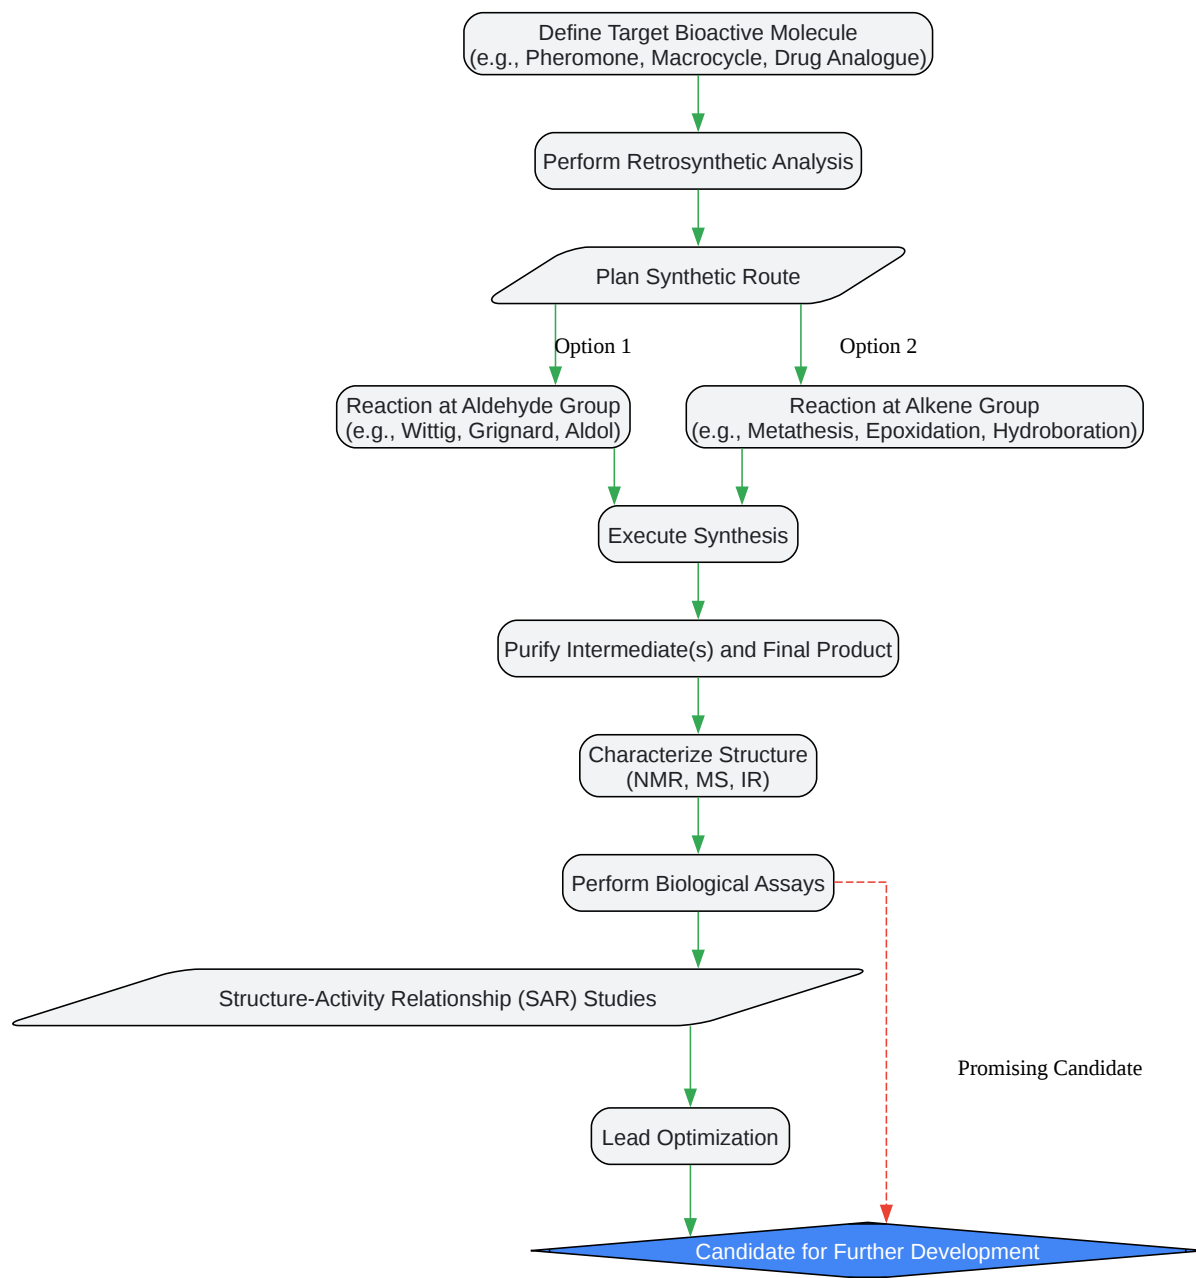 Define Target Bioactive Molecule
(e.g., Pheromone, Macrocycle, Drug Analogue)
Perform Retrosynthetic Analysis
Plan Synthetic Route
Option 1
Option 2
Reaction at Aldehyde Group
(e.g., Wittig, Grignard, Aldol)
Reaction at Alkene Group
(e.g., Metathesis, Epoxidation, Hydroboration)
Execute Synthesis
Purify Intermediate(s) and Final Product
Characterize Structure
(NMR, MS, IR)
Perform Biological Assays
Structure-Activity Relationship (SAR) Studies
Promising Candidate
Lead Optimization
Candidate for Further Development